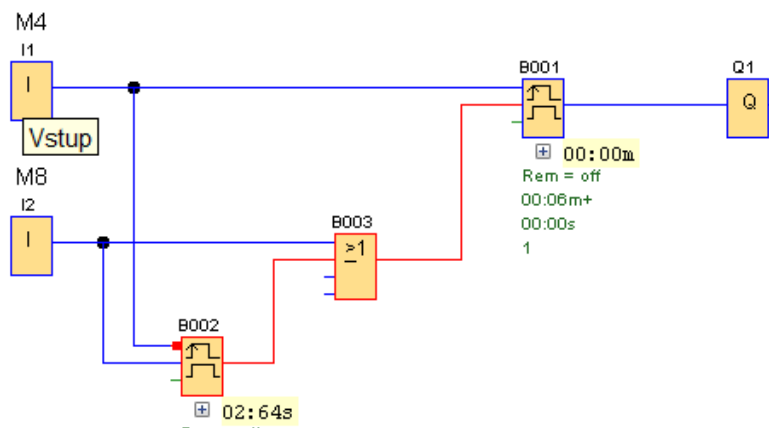 M4
I1
I
Vstup
B001
Q1
Q
00:00m
Rem = off
00:06m+
00:00s
1
M8
I2
I
B003
>1
B002
02:64s